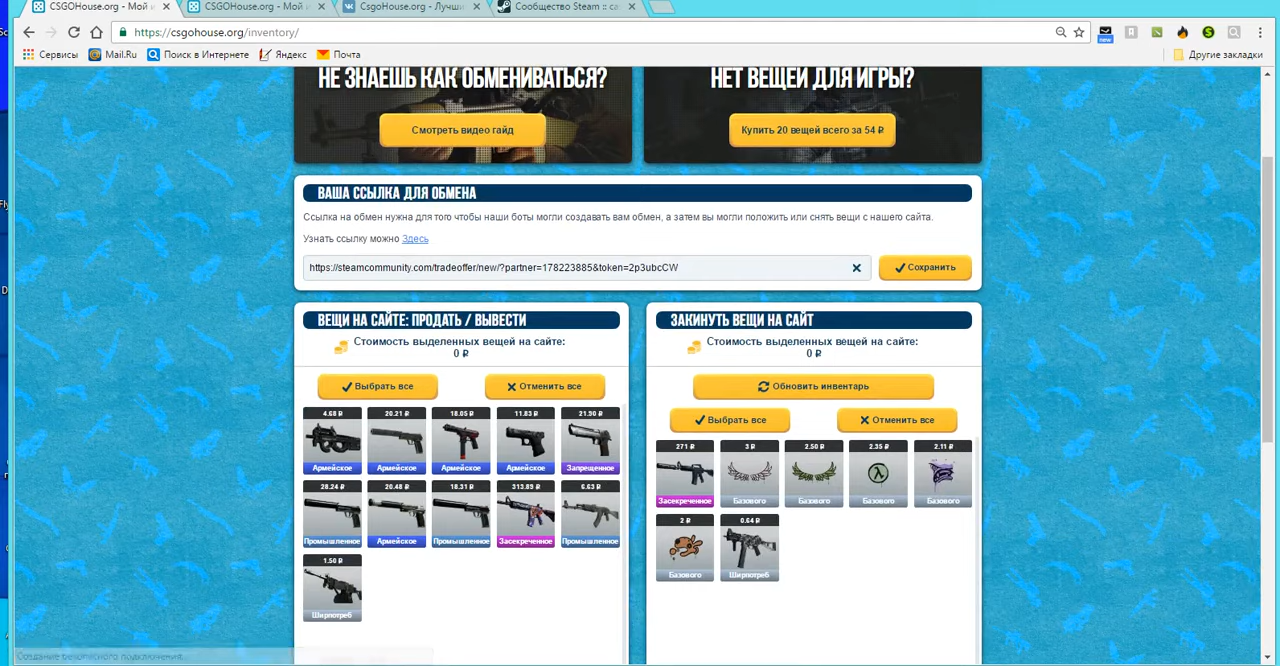 CSGOHouse.org - Мой и
CSGOHouse.org - Мой и
CsgoHouse.org - Лучши
Сообщество Steam :: са
https://csgohouse.org/inventory/
new
Сервисы
Mail.Ru
Поиск в Интернете
Яндекс
Почта
Другие закладки
НЕ ЗНАЕШЬ КАК ОБМЕНИВАТЬСЯ?
НЕТ ВЕЩЕЙ ДЛЯ ИГРЫ?
Смотреть видео гайд
Купить 20 вещей всего за 54 ₽
ВАША ССЫЛКА ДЛЯ ОБМЕНА
Ссылка на обмен нужна для того чтобы наши боты могли создавать вам обмен, а затем вы могли положить или снять вещи с нашего сайта.
Узнать ссылку можно Здесь
https://steamcommunity.com/tradeoffer/new/?partner=178223885&token=2p3ubcCW
Сохранить
ВЕЩИ НА САЙТЕ: ПРОДАТЬ / ВЫВЕСТИ
Стоимость выделенных вещей на сайте:
0 ₽
Выбрать все
Отменить все
4.68 ₽
20.21 ₽
18.05 ₽
11.83 ₽
21.90 ₽
Армейское
Армейское
Армейское
Армейское
Запрещенное
28.24 ₽
20.48 ₽
18.31 ₽
313.89 ₽
6.63 ₽
Промышленное
Армейское
Промышленное
Засекреченное
Промышленное
1.50 ₽
Ширпотреб
ЗАКИНУТЬ ВЕЩИ НА САЙТ
Стоимость выделенных вещей на сайте:
0 ₽
Обновить инвентарь
Выбрать все
Отменить все
271 ₽
3 ₽
2.50 ₽
2.35 ₽
2.11 ₽
Засекреченное
Базового
Базового
Базового
Базового
2 ₽
0.64 ₽
Базового
Ширпотреб
Создание безопасного подключения...